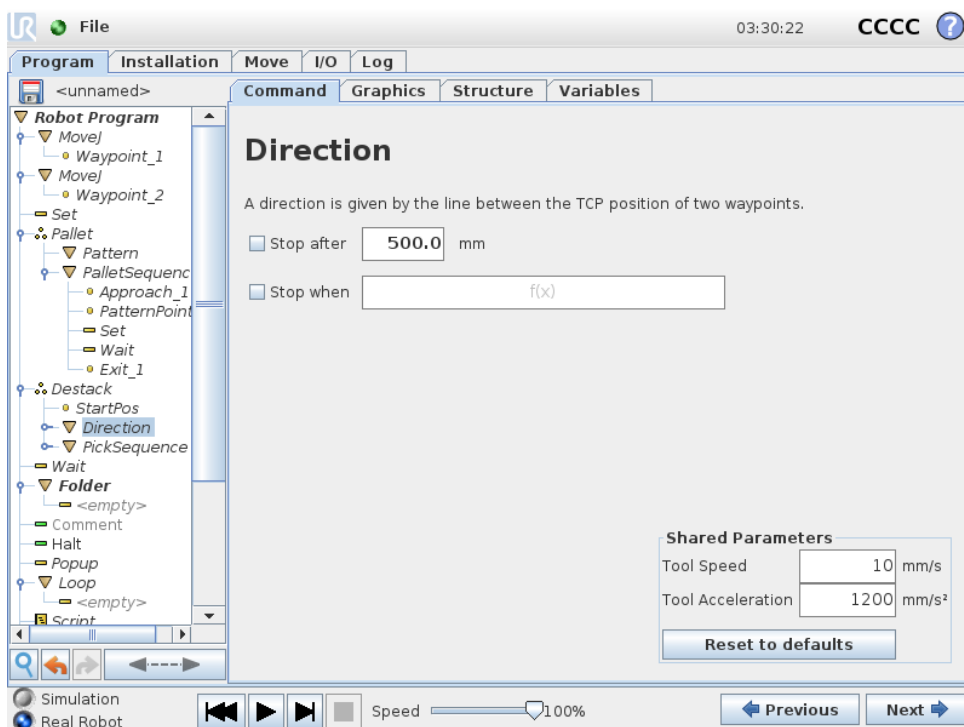 UR File 03:30:22 CCCC ?
Program Installation Move I/O Log
<unnamed> Command Graphics Structure Variables
Robot Program
MoveJ
Waypoint_1
MoveJ
Waypoint_2
Set
Pallet
Pattern
PalletSequenc
Approach_1
PatternPoint
Set
Wait
Exit_1
Destack
StartPos
Direction
PickSequence
Wait
Folder
<empty>
Comment
Halt
Popup
Loop
<empty>
Script
Direction
A direction is given by the line between the TCP position of two waypoints.
Stop after 500.0 mm
Stop when f(x)
Shared Parameters
Tool Speed 10 mm/s
Tool Acceleration 1200 mm/s²
Reset to defaults
Simulation
Real Robot
Speed 100%
Previous Next